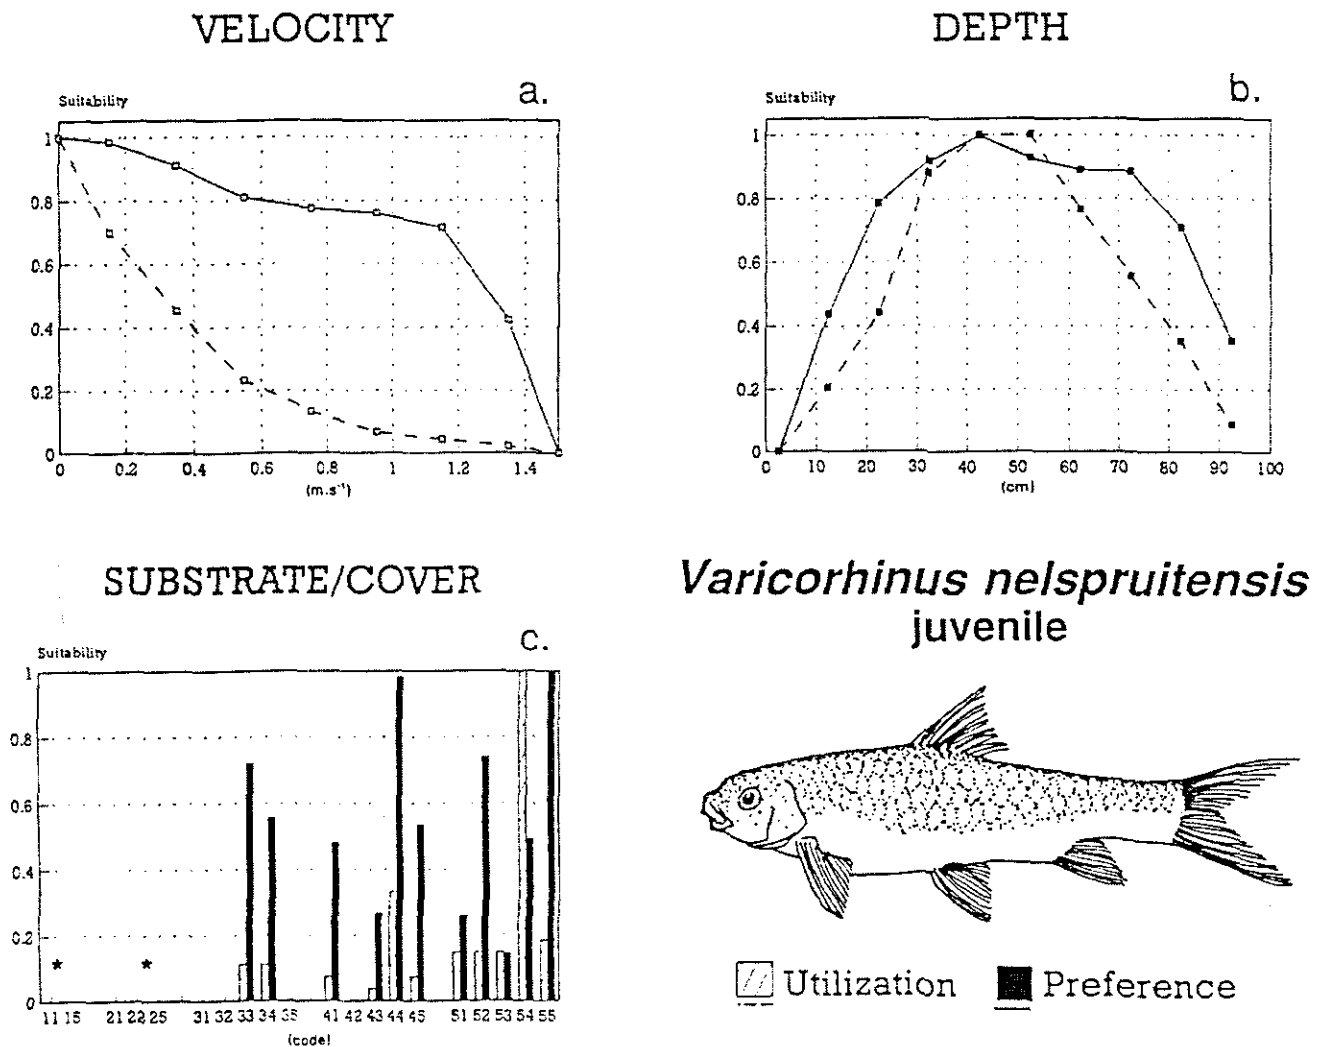 VELOCITY
a.
Suitability
1
0.8
0.6
0.4
0.2
0
0 0.2 0.4 0.6 0.8 1 1.2 1.4
(m.s⁻¹)
DEPTH
b.
Suitability
1
0.8
0.6
0.4
0.2
0
0 10 20 30 40 50 60 70 80 90 100
(cm)
SUBSTRATE/COVER
c.
Suitability
1
0.8
0.6
0.4
0.2
0
* *
11 15 21 22 25 31 32 33 34 35 41 42 43 44 45 51 52 53 54 55
(code)
Varicorhinus nelspruitensis
juvenile
Utilization Preference